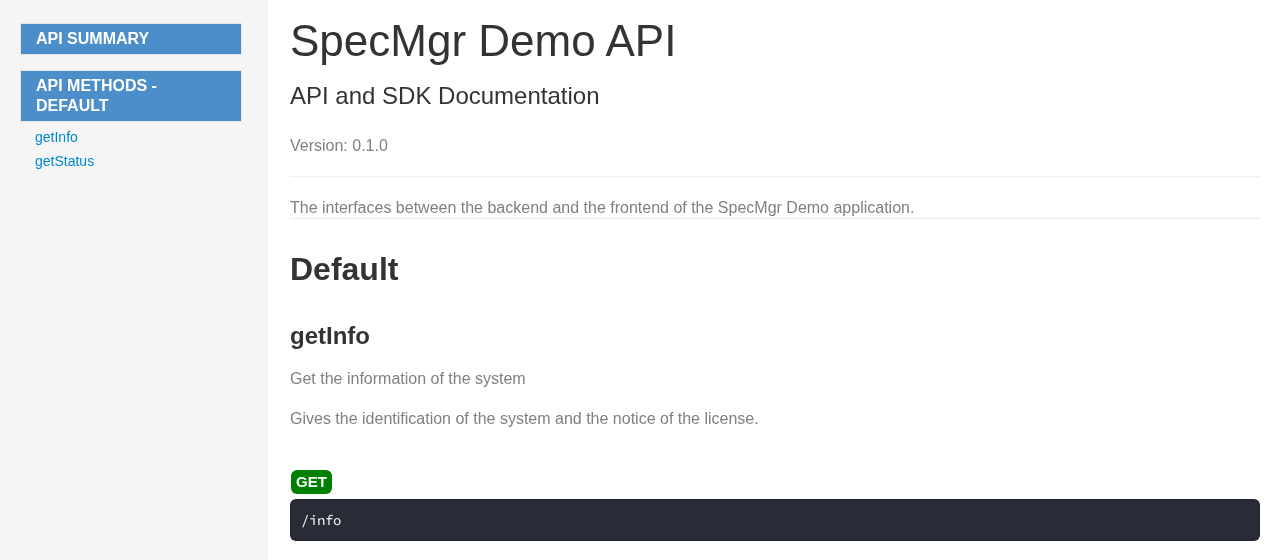 API SUMMARY
API METHODS -
DEFAULT
getInfo
getStatus
SpecMgr Demo API
API and SDK Documentation
Version: 0.1.0
The interfaces between the backend and the frontend of the SpecMgr Demo application.
Default
getInfo
Get the information of the system
Gives the identification of the system and the notice of the license.
GET
/info